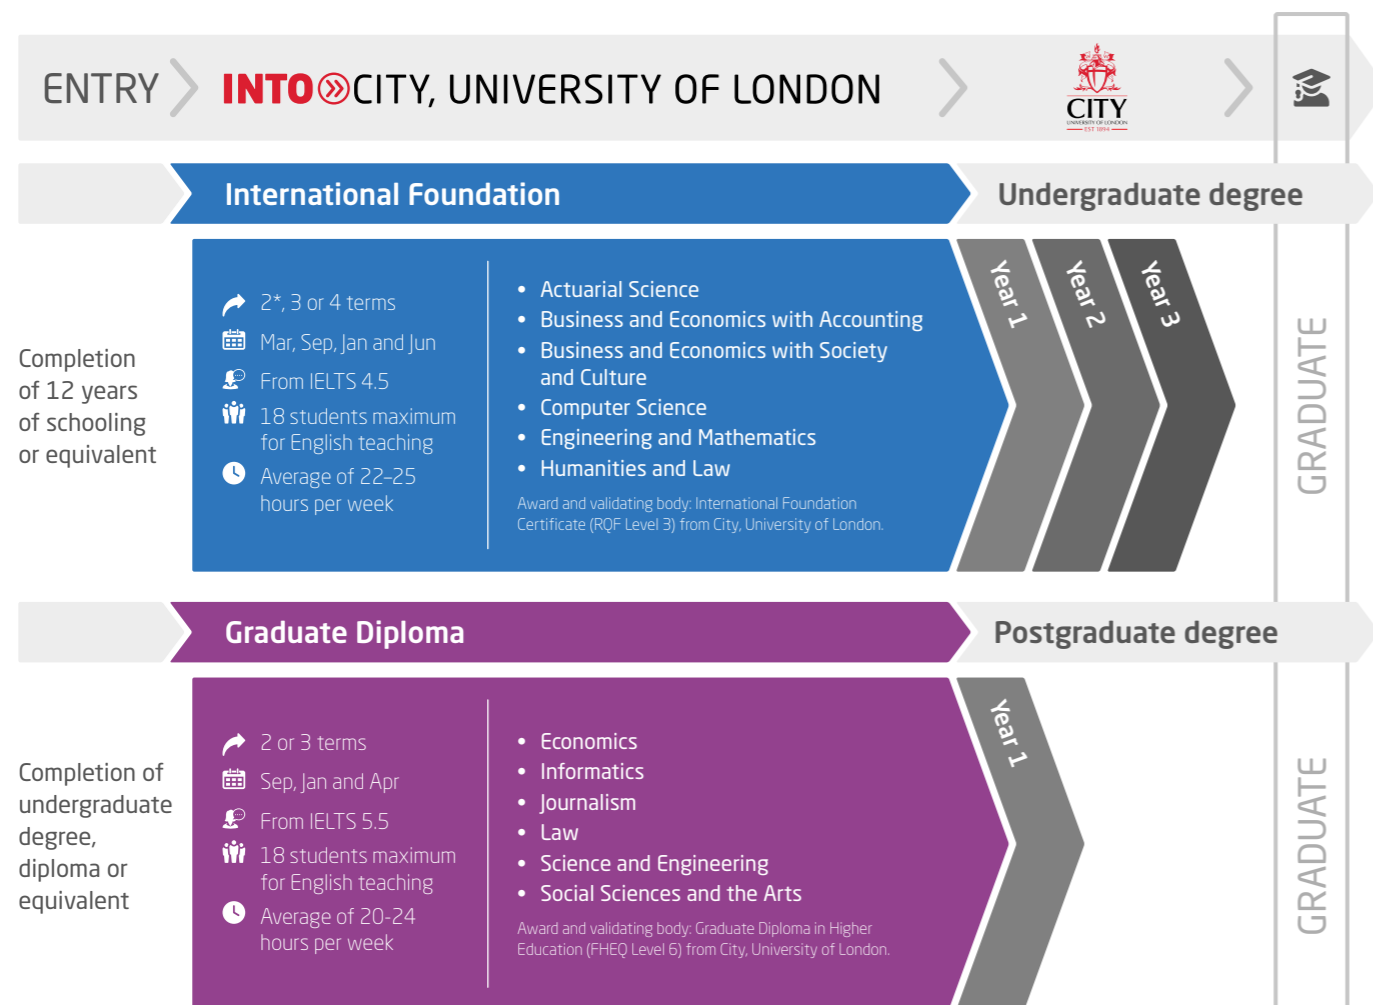 ENTRY
INTO CITY, UNIVERSITY OF LONDON
CITY
UNIVERSITY OF LONDON
EST 1894
International Foundation
Undergraduate degree
Completion
of 12 years
of schooling
or equivalent
2*, 3 or 4 terms
Mar, Sep, Jan and Jun
From IELTS 4.5
18 students maximum
for English teaching
Average of 22–25
hours per week
• Actuarial Science
• Business and Economics with Accounting
• Business and Economics with Society
and Culture
• Computer Science
• Engineering and Mathematics
• Humanities and Law
Award and validating body: International Foundation
Certificate (RQF Level 3) from City, University of London.
Year 1
Year 2
Year 3
GRADUATE
Graduate Diploma
Postgraduate degree
Completion of
undergraduate
degree,
diploma or
equivalent
2 or 3 terms
Sep, Jan and Apr
From IELTS 5.5
18 students maximum
for English teaching
Average of 20-24
hours per week
• Economics
• Informatics
• Journalism
• Law
• Science and Engineering
• Social Sciences and the Arts
Award and validating body: Graduate Diploma in Higher
Education (FHEQ Level 6) from City, University of London.
Year 1
GRADUATE